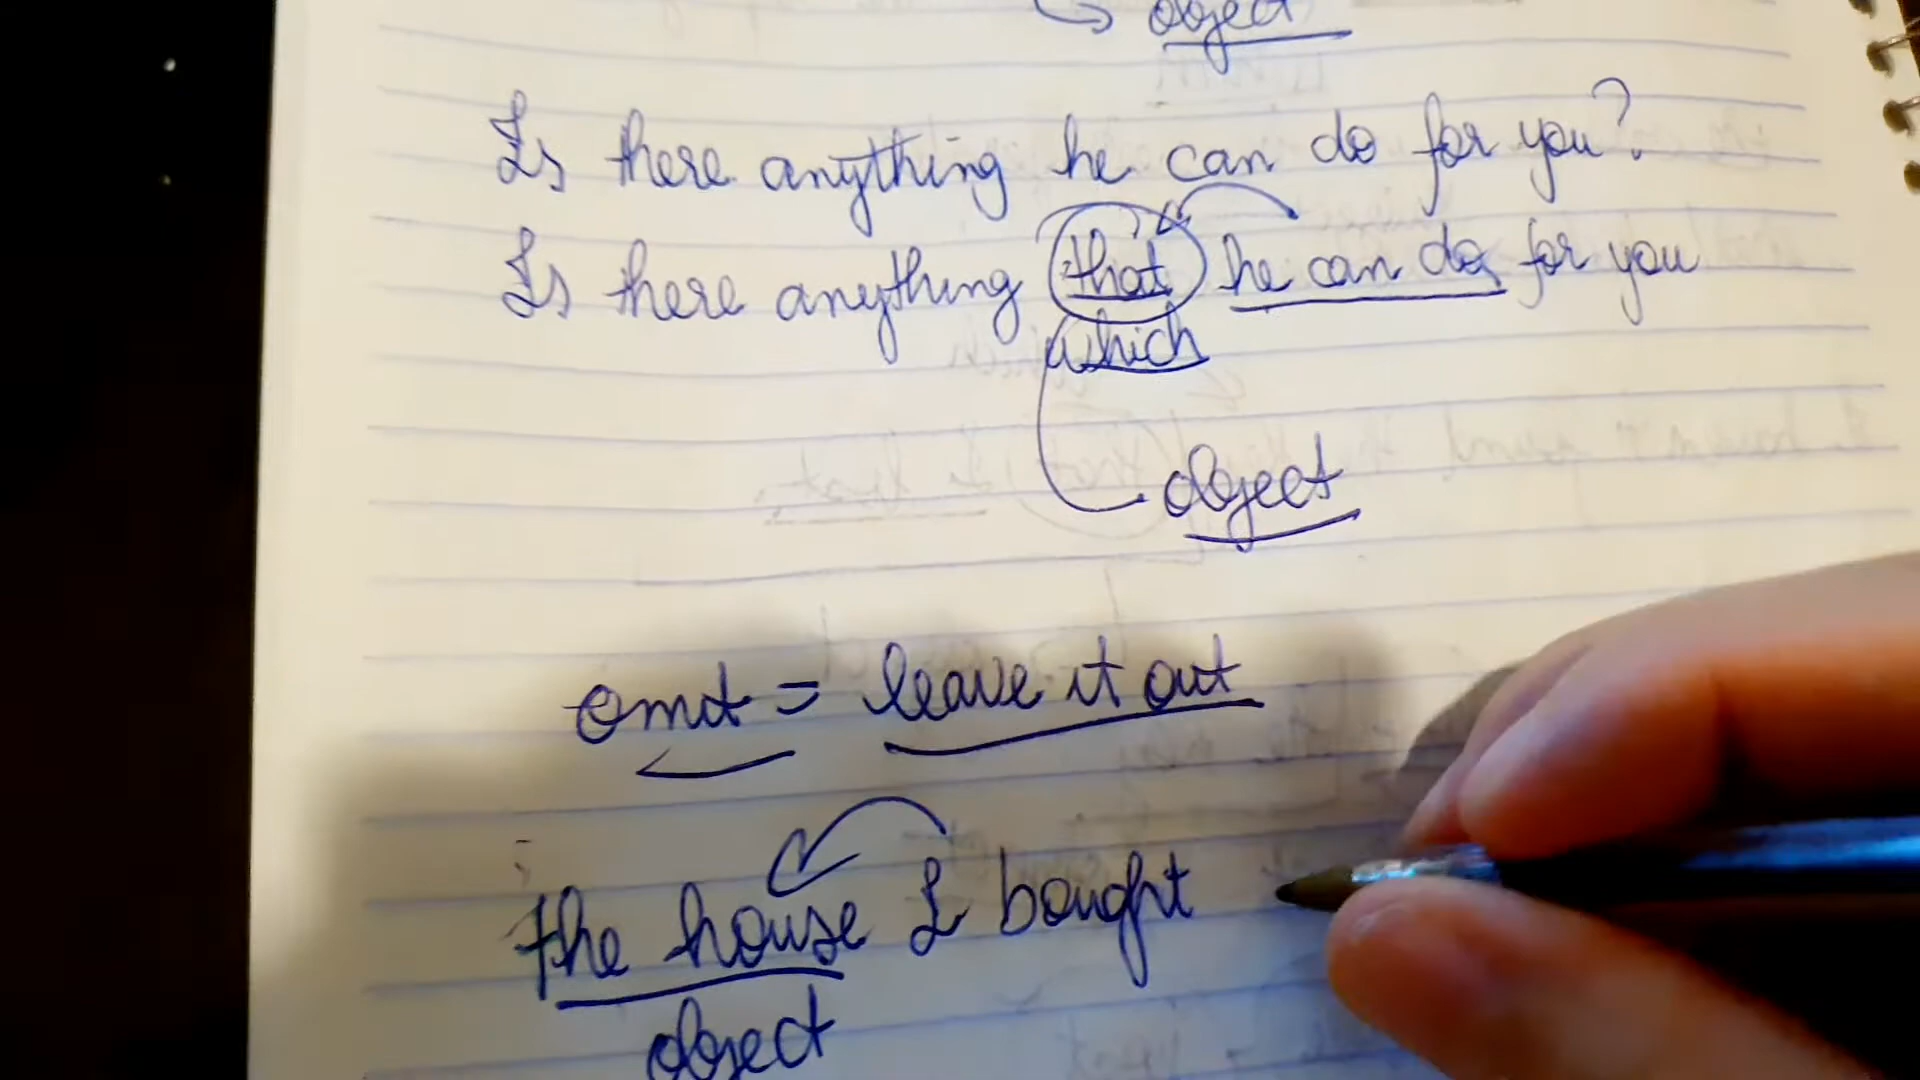 object
Is there anything he can do for you?
Is there anything that he can do for you
which
object
omit = leave it out
the house I bought
object